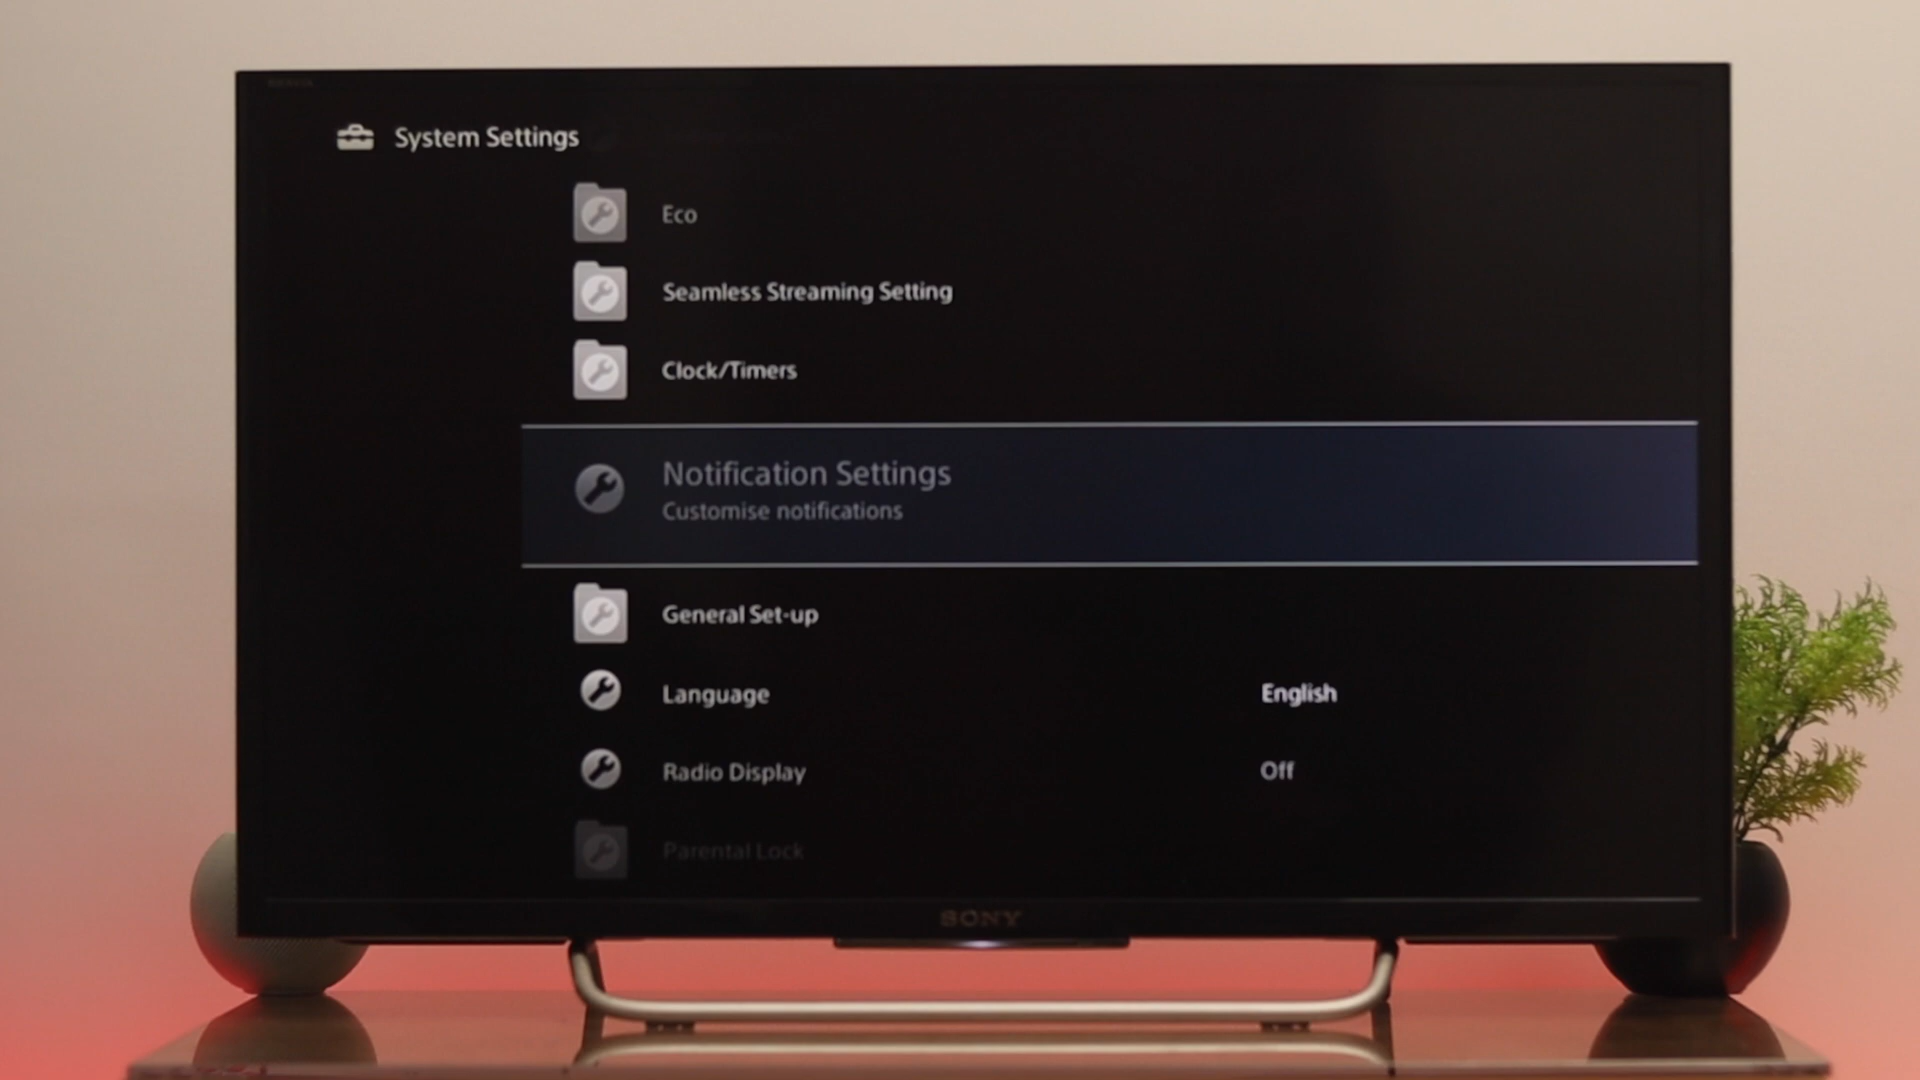 System Settings
Eco
Seamless Streaming Setting
Clock/Timers
Notification Settings
Customise notifications
General Set-up
Language English
Radio Display Off
Parental Lock
SONY